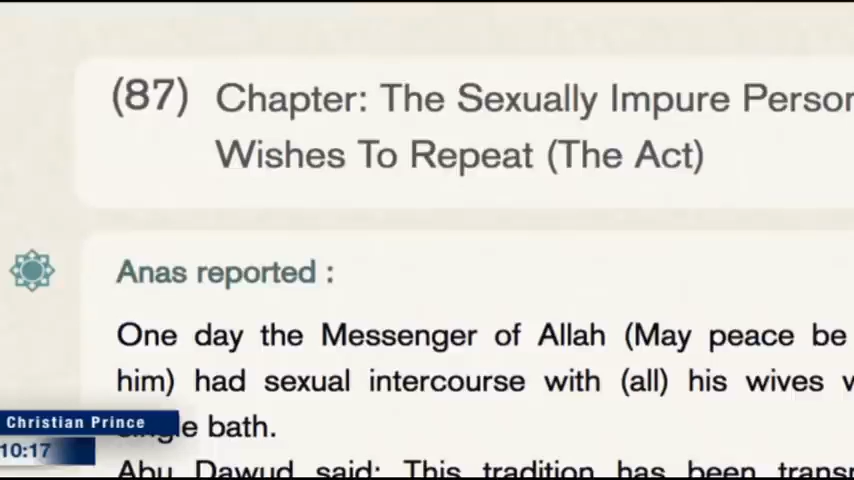 (87) Chapter: The Sexually Impure Person
Wishes To Repeat (The Act)
Anas reported :
One day the Messenger of Allah (May peace be
him) had sexual intercourse with (all) his wives
bath.
Abu Dawud said: This tradition has been
Christian Prince
10:17